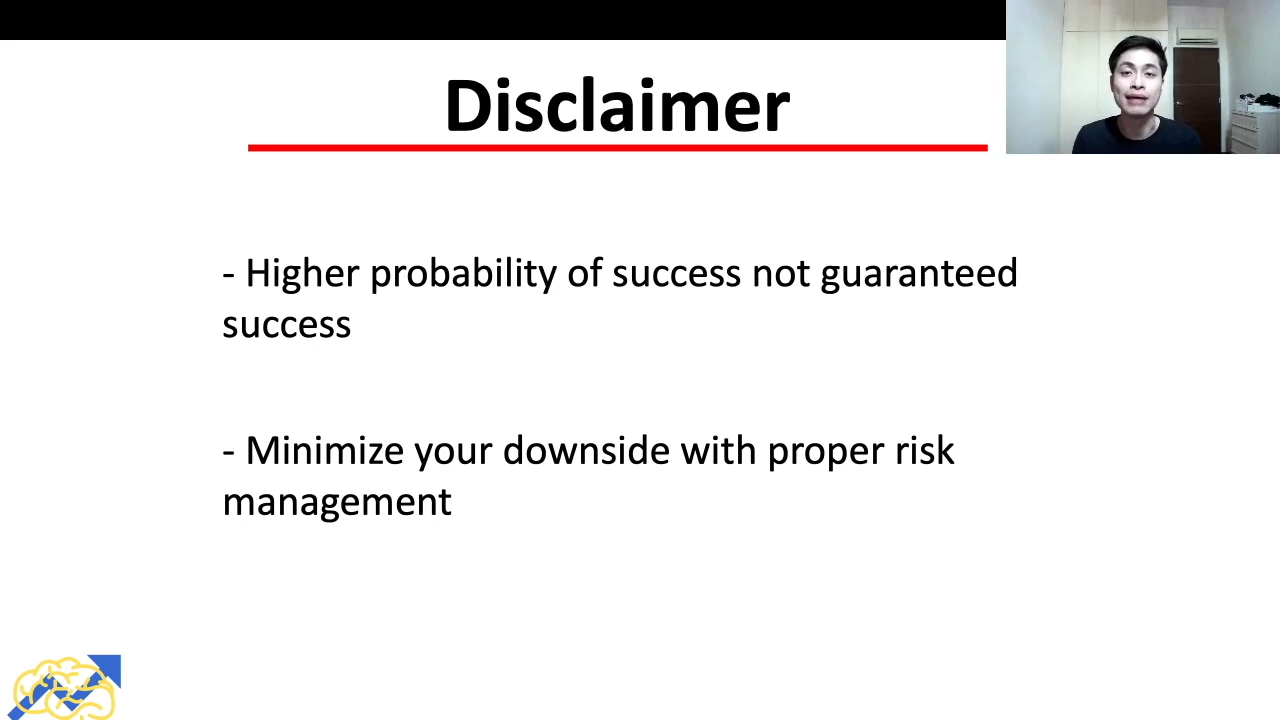 Disclaimer
- Higher probability of success not guaranteed
success
- Minimize your downside with proper risk
management